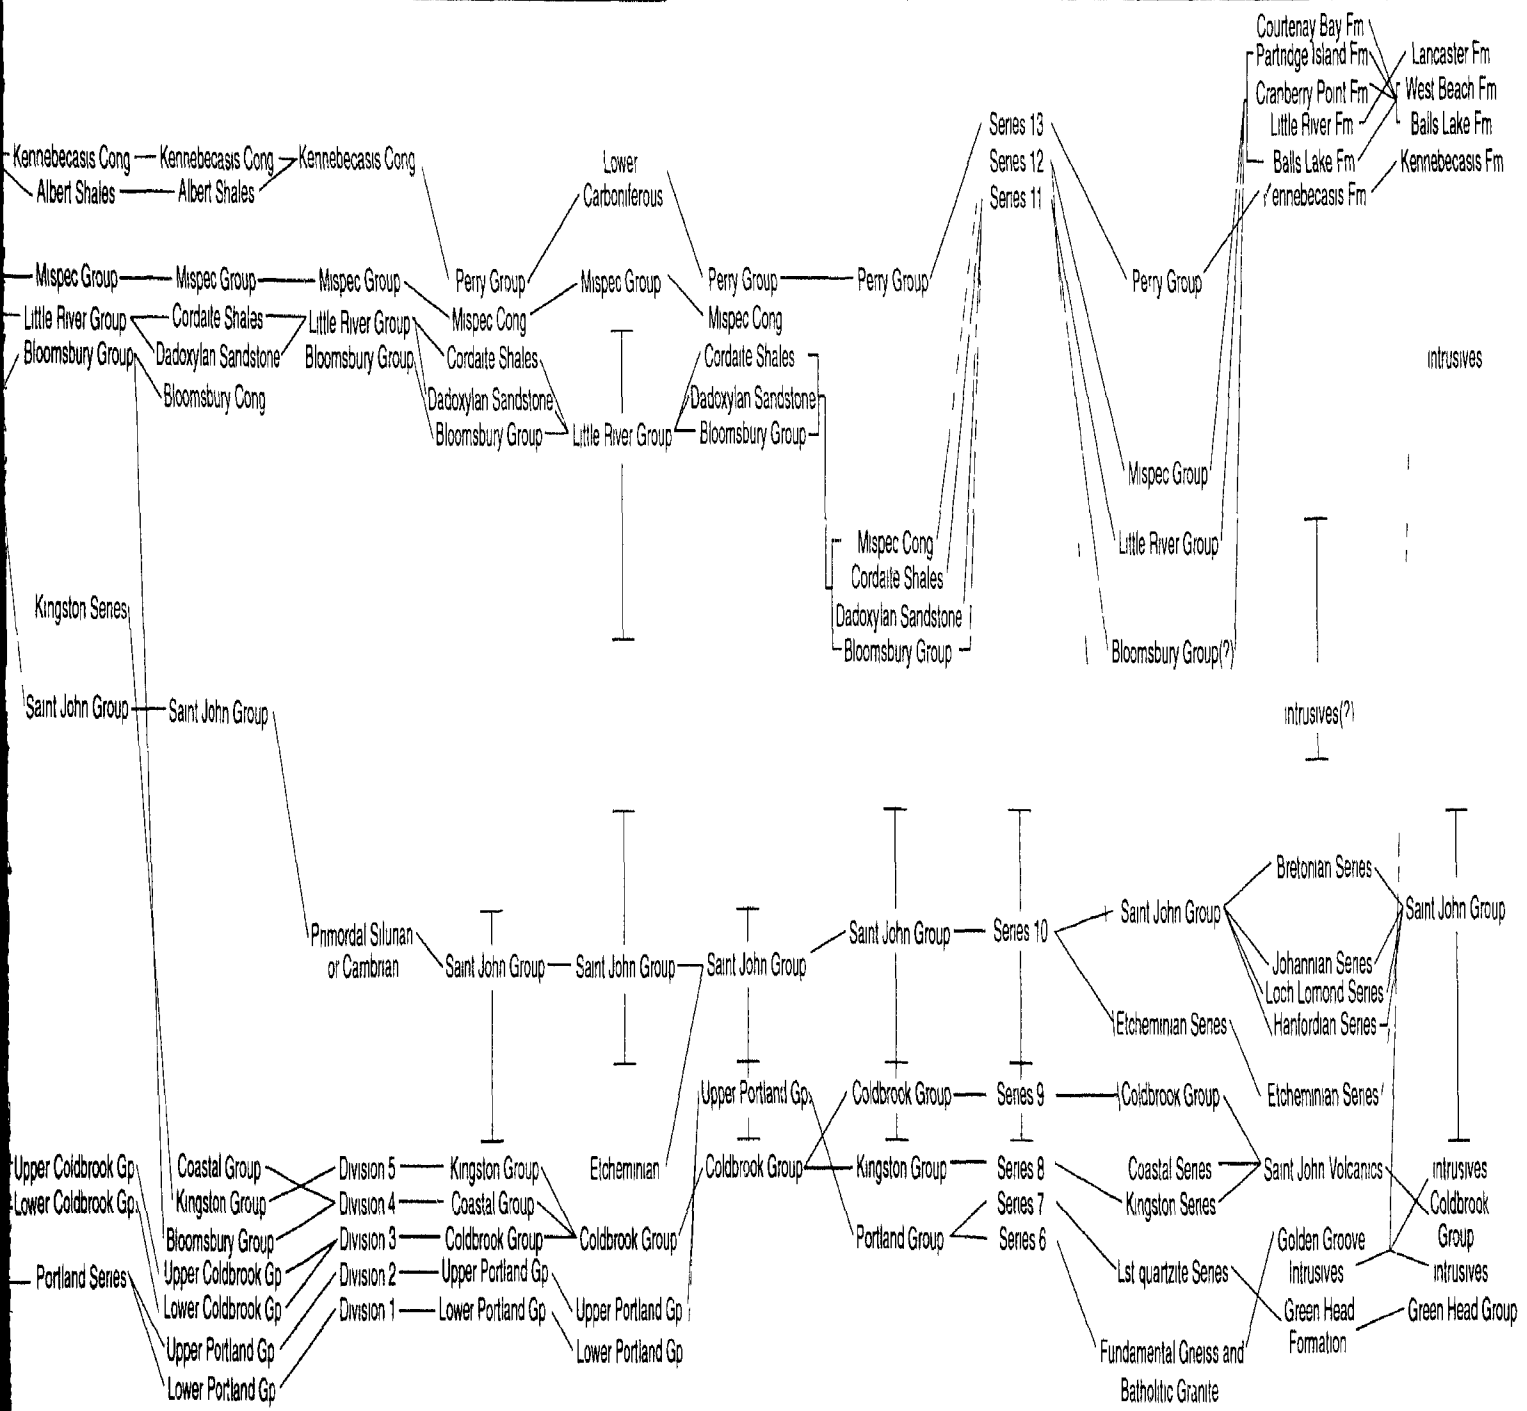 Courtenay Bay Fm
Partridge Island Fm
Lancaster Fm
Cranberry Point Fm
West Beach Fm
Little River Fm
Balls Lake Fm
Series 13
Kennebecasis Cong
Kennebecasis Cong
Kennebecasis Cong
Lower
Carboniferous
Series 12
Balls Lake Fm
Kennebecasis Fm
Albert Shales
Albert Shales
Series 11
Kennebecasis Fm
Mispec Group
Mispec Group
Mispec Group
Perry Group
Mispec Group
Perry Group
Perry Group
Perry Group
Little River Group
Cordaite Shales
Little River Group
Mispec Cong
Mispec Cong
Bloomsbury Group
Dadoxylan Sandstone
Bloomsbury Group
Cordaite Shales
Cordaite Shales
intrusives
Bloomsbury Cong
Dadoxylan Sandstone
Dadoxylan Sandstone
Bloomsbury Group
Little River Group
Bloomsbury Group
Mispec Group
Mispec Cong
Little River Group
Cordaite Shales
Kingston Series
Dadoxylan Sandstone
Bloomsbury Group
Bloomsbury Group(?)
Saint John Group
Saint John Group
intrusives(?)
Bretonian Series
Saint John Group
Saint John Group
Primordal Silurian
or Cambrian
Saint John Group
Series 10
Saint John Group
Saint John Group
Saint John Group
Johannian Series
Loch Lomond Series
Etcheminian Series
Hanfordian Series
Upper Portland Gp
Coldbrook Group
Series 9
Coldbrook Group
Etcheminian Series
Upper Coldbrook Gp
Coastal Group
Division 5
Kingston Group
Etcheminian
Coldbrook Group
Kingston Group
Series 8
Coastal Series
Saint John Volcanics
intrusives
Lower Coldbrook Gp
Kingston Group
Division 4
Coastal Group
Series 7
Kingston Series
Coldbrook
Group
Bloomsbury Group
Division 3
Coldbrook Group
Coldbrook Group
Portland Group
Series 6
Golden Groove
Intrusives
Portland Series
Upper Coldbrook Gp
Division 2
Upper Portland Gp
Lst quartzite Series
intrusives
Lower Coldbrook Gp
Division 1
Lower Portland Gp
Upper Portland Gp
Green Head
Formation
Green Head Group
Upper Portland Gp
Lower Portland Gp
Fundamental Gneiss and
Batholitic Granite
Lower Portland Gp